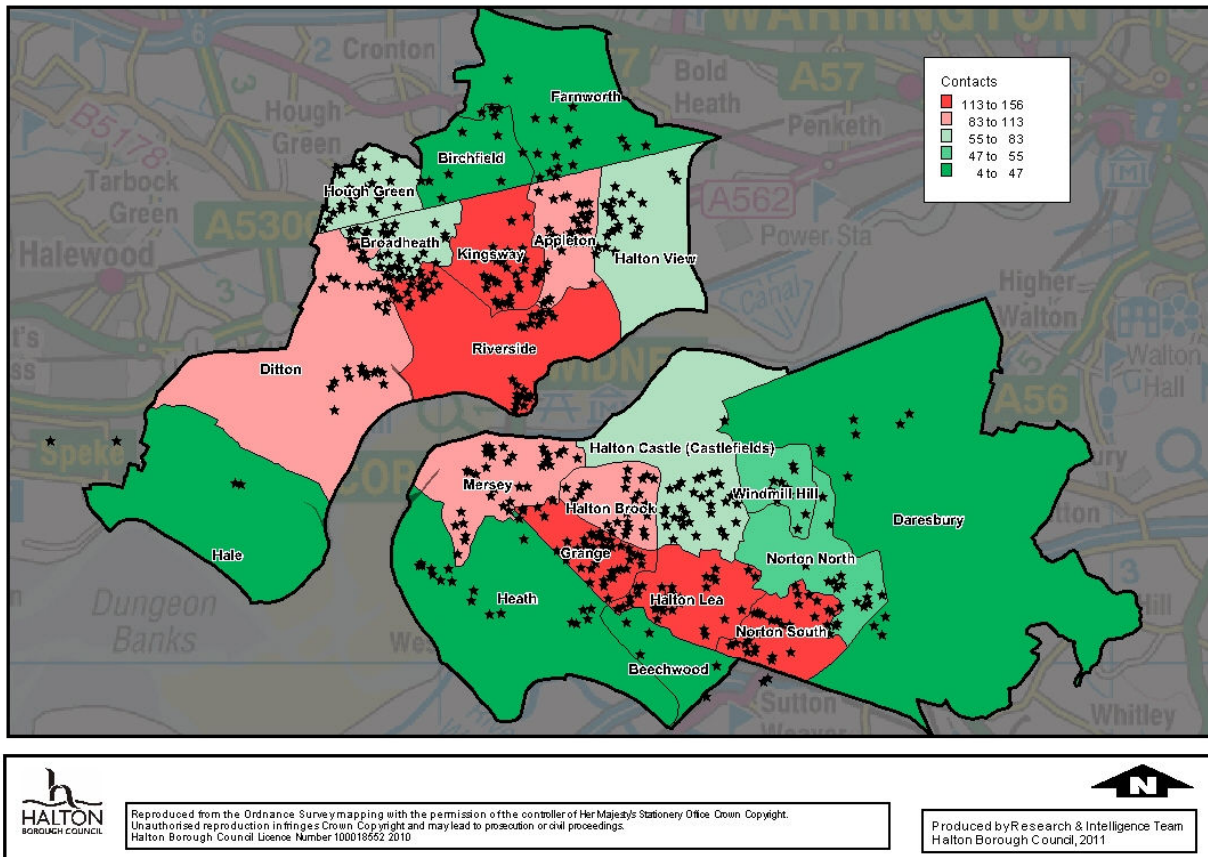 WARRINGTON
6
2
Cronton
Bold
Heath
A57
7
Farnworth
Hough
Green
Penketh
B5178
Birchfield
Tarbock
Green
Hough Green
A562
A5300
Power Sta
Broadheath
Appleton
Kingsway
Halton View
Halewood
Canal
Higher
Walton
3
Walton
Hall
Riverside
Ditton
A56
Halton Castle (Castlefields)
Speke
Mersey
Windmill Hill
Halton Brook
Daresbury
Hale
Grange
Norton North
3
Heath
Halton Lea
Dungeon
Banks
Norton South
Beechwood
Sutton
Weaver
Whitley
Contacts
113 to 156
83 to 113
55 to 83
47 to 55
4 to 47
HALTON
BOROUGH COUNCIL
Reproduced from the Ordnance Survey mapping with the permission of the controller of Her Majesty's Stationery Office Crown Copyright.
Unauthorised reproduction infringes Crown Copyright and may lead to prosecution or civil proceedings.
Halton Borough Council Licence Number 100018552 2010
N
Produced by Research & Intelligence Team
Halton Borough Council, 2011